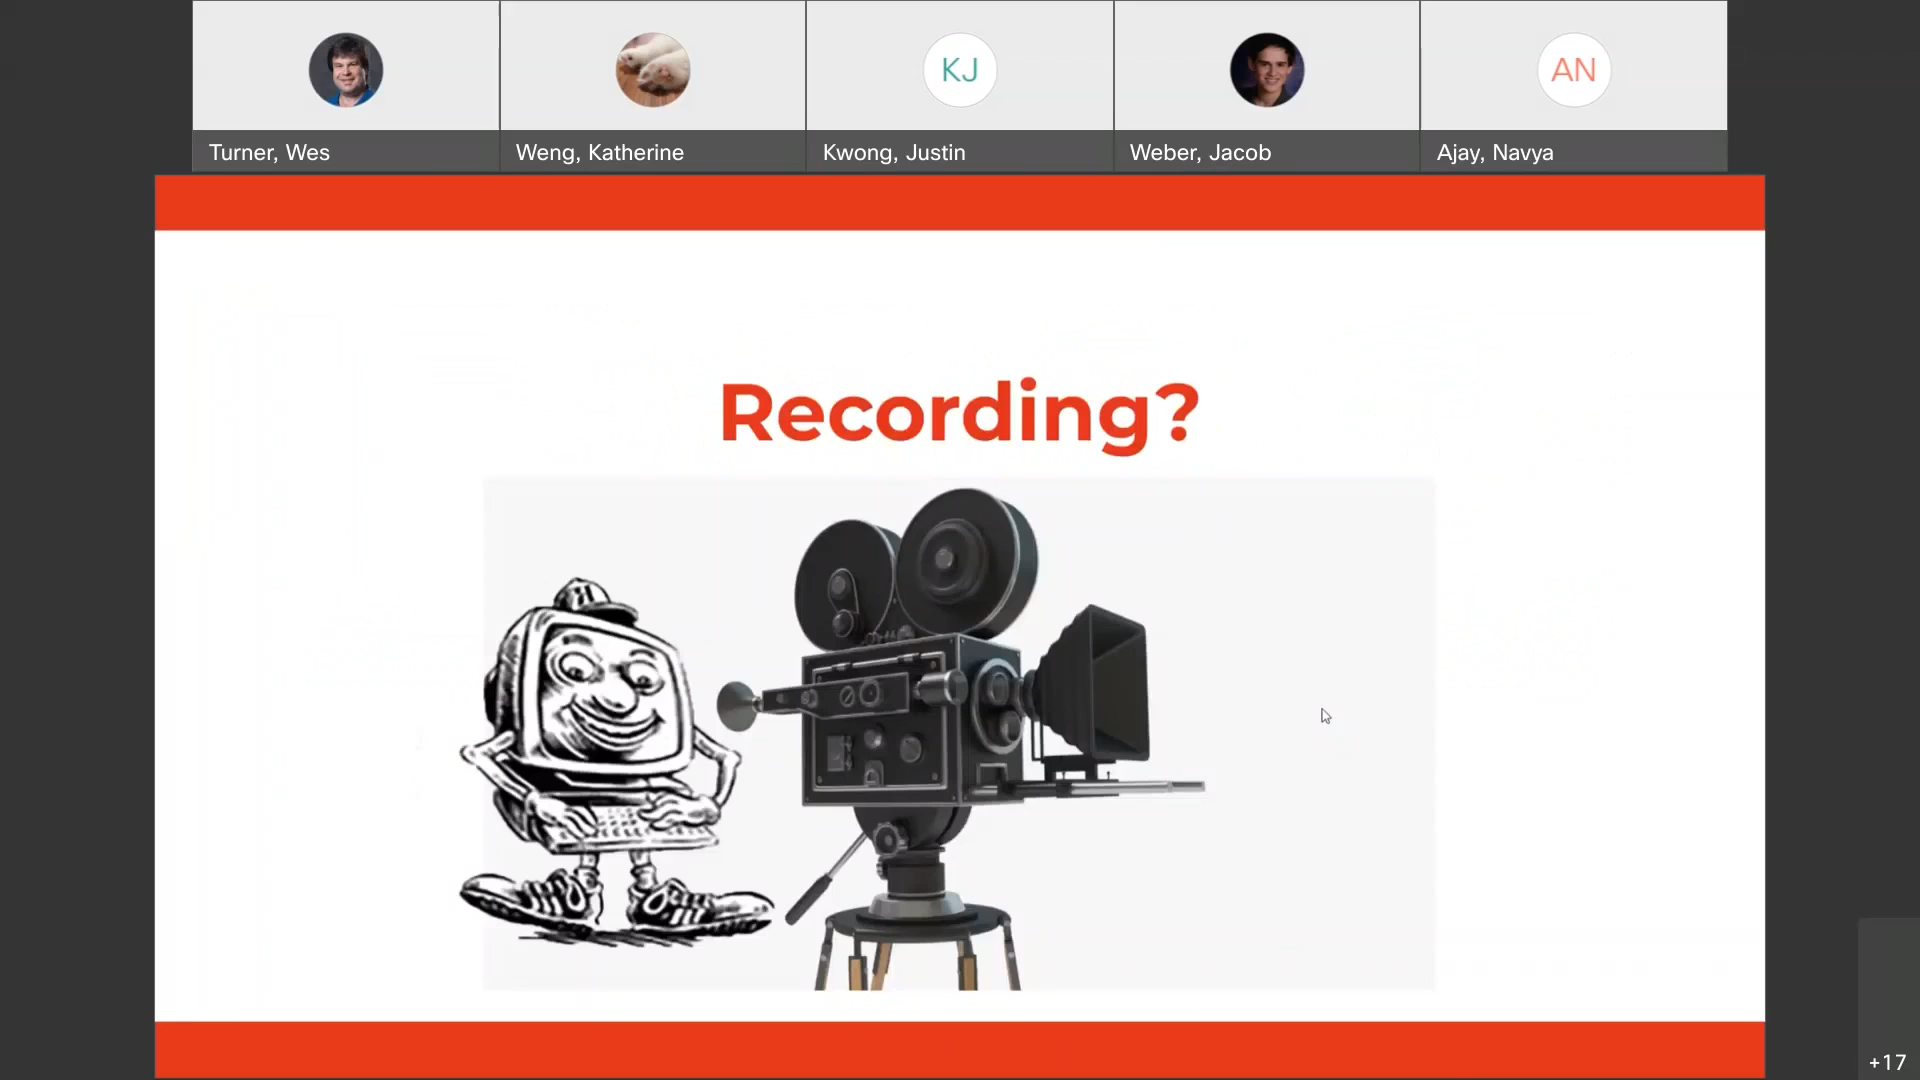 Turner, Wes
Weng, Katherine
KJ
Kwong, Justin
Weber, Jacob
AN
Ajay, Navya
Recording?
+17